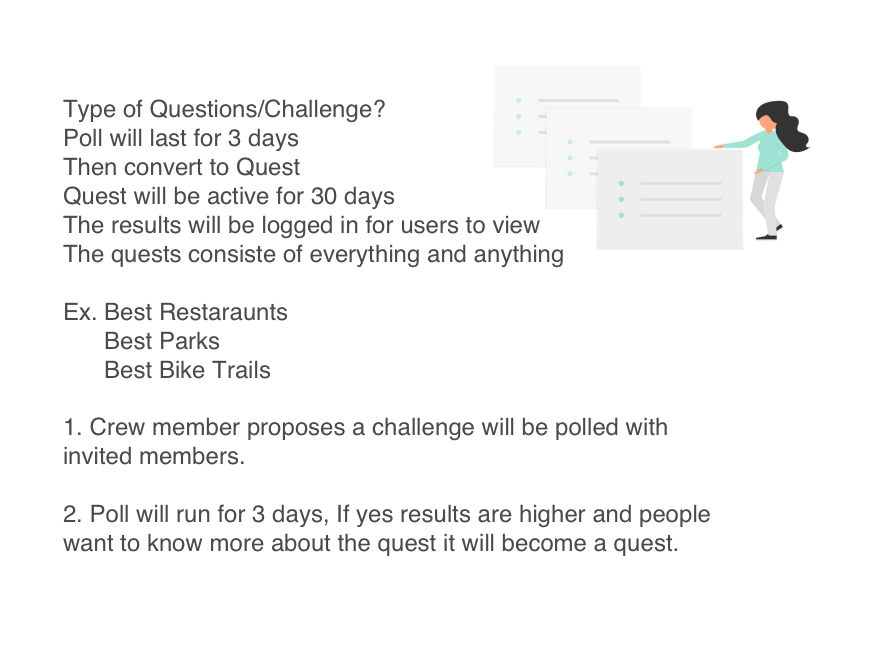 Type of Questions/Challenge?
Poll will last for 3 days
Then convert to Quest
Quest will be active for 30 days
The results will be logged in for users to view
The quests consiste of everything and anything
Ex. Best Restaraunts
Best Parks
Best Bike Trails
1. Crew member proposes a challenge will be polled with
invited members.
2. Poll will run for 3 days, If yes results are higher and people
want to know more about the quest it will become a quest.